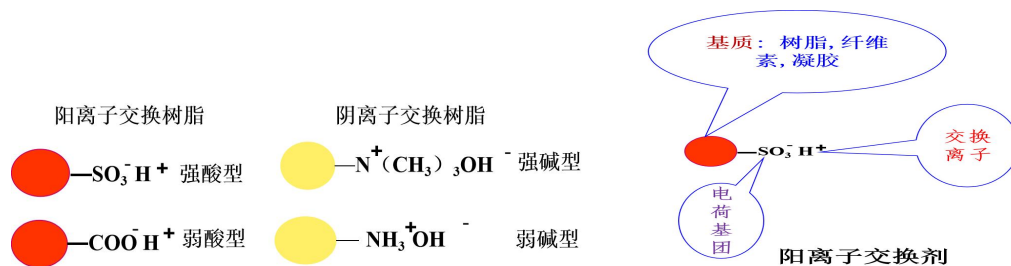 阳离子交换树脂
SO₃⁻H⁺ 强酸型
COO⁻H⁺ 弱酸型
阴离子交换树脂
N⁺(CH₃)₃OH⁻ 强碱型
NH₃⁺OH⁻ 弱碱型
基质:树脂,纤维
素,凝胶
SO₃⁻H⁺
交换
离子
电
荷
基
团
阳离子交换剂